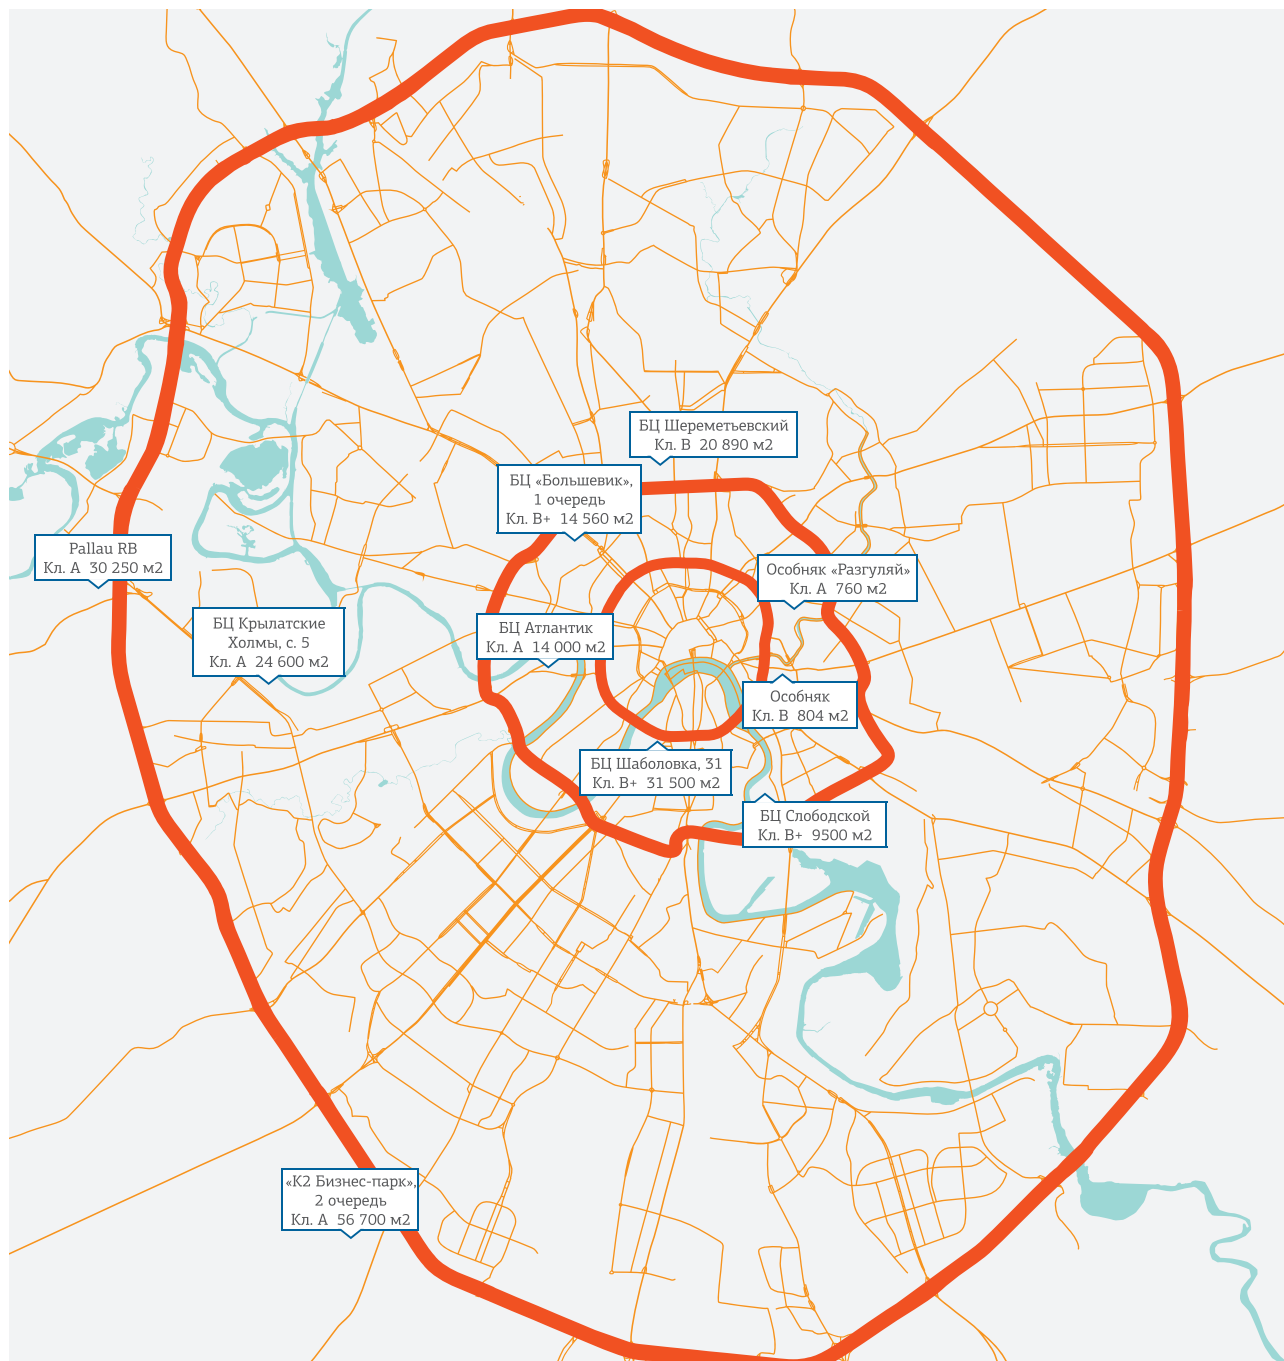 БЦ Шереметьевский
Кл. В 20 890 м2
БЦ «Большевик»,
1 очередь
Кл. В+ 14 560 м2
Pallau RB
Кл. А 30 250 м2
Особняк «Разгуляй»
Кл. А 760 м2
БЦ Крылатские
Холмы, с. 5
Кл. А 24 600 м2
БЦ Атлантик
Кл. А 14 000 м2
Особняк
Кл. В 804 м2
БЦ Шаболовка, 31
Кл. В+ 31 500 м2
БЦ Слободской
Кл. В+ 9500 м2
«К2 Бизнес-парк»,
2 очередь
Кл. А 56 700 м2